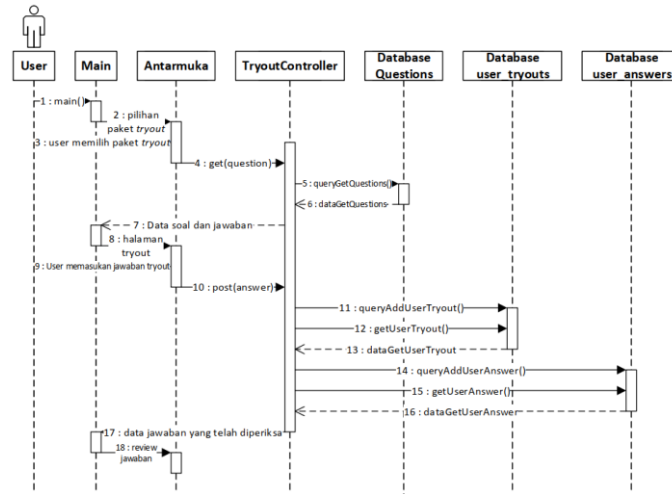 User
Main
Antarmuka
TryoutController
Database
Questions
Database
user_tryouts
Database
user_answers
1 : main()
2 : pilihan
paket tryout
3 : user memilih paket tryout
4 : get(question)
5 : queryGetQuestions()
6 : dataGetQuestions
7 : Data soal dan jawaban
8 : halaman
tryout
9 : User memasukan jawaban tryout
10 : post(answer)
11 : queryAddUserTryout()
12 : getUserTryout()
13 : dataGetUserTryout
14 : queryAddUserAnswer()
15 : getUserAnswer()
16 : dataGetUserAnswer
17 : data jawaban yang telah diperiksa
18 : review
jawaban